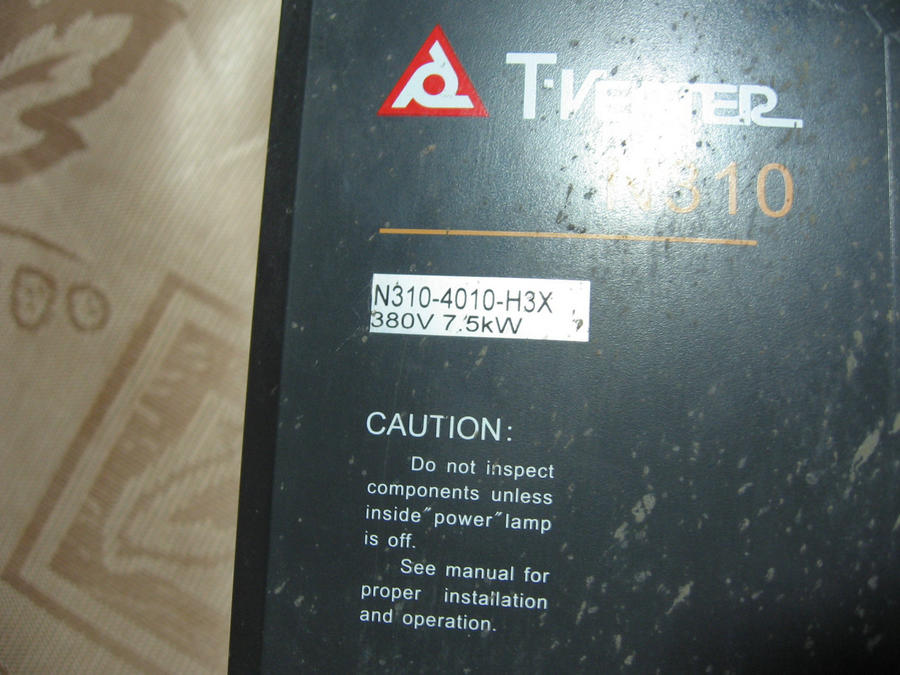 T-VERTER
N310
N310-4010-H3X
380V 7.5kW
CAUTION:
Do not inspect
components unless
inside"power"lamp
is off.
See manual for
proper installation
and operation.